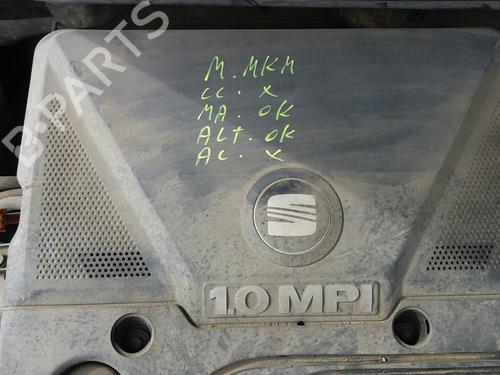 B-PARTS
M. MKM
CC. X
MA. OK
ALT. OK
AC. X
1.0 MPI